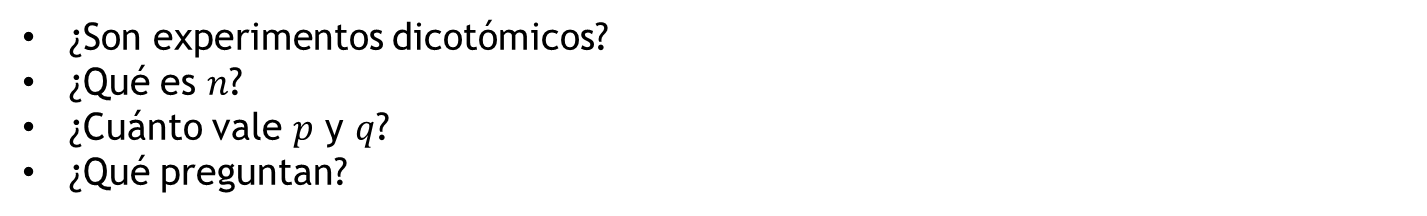 • ¿Son experimentos dicotómicos?
• ¿Qué es n?
• ¿Cuánto vale p y q?
• ¿Qué preguntan?